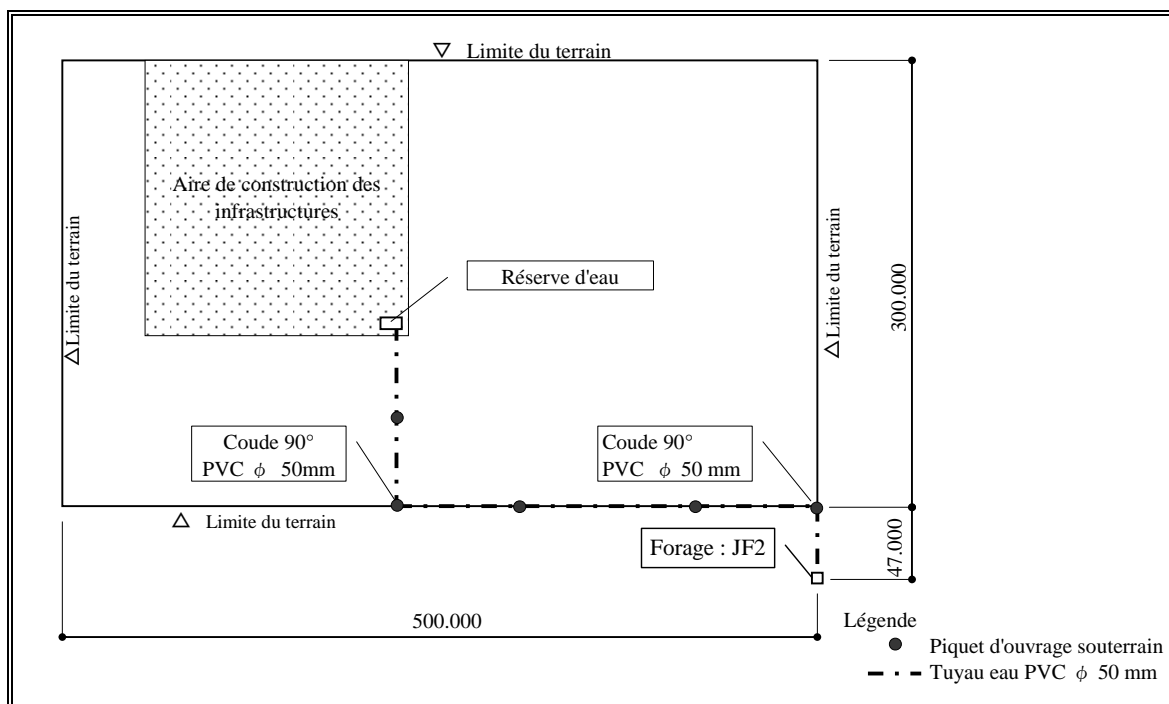 ▽ Limite du terrain
Aire de construction des
infrastructures
△Limite du terrain
Réserve d'eau
△Limite du terrain
300.000
Coude 90°
PVC φ 50mm
Coude 90°
PVC φ 50 mm
△ Limite du terrain
Forage : JF2
47.000
500.000
Légende
Piquet d'ouvrage souterrain
Tuyau eau PVC φ 50 mm